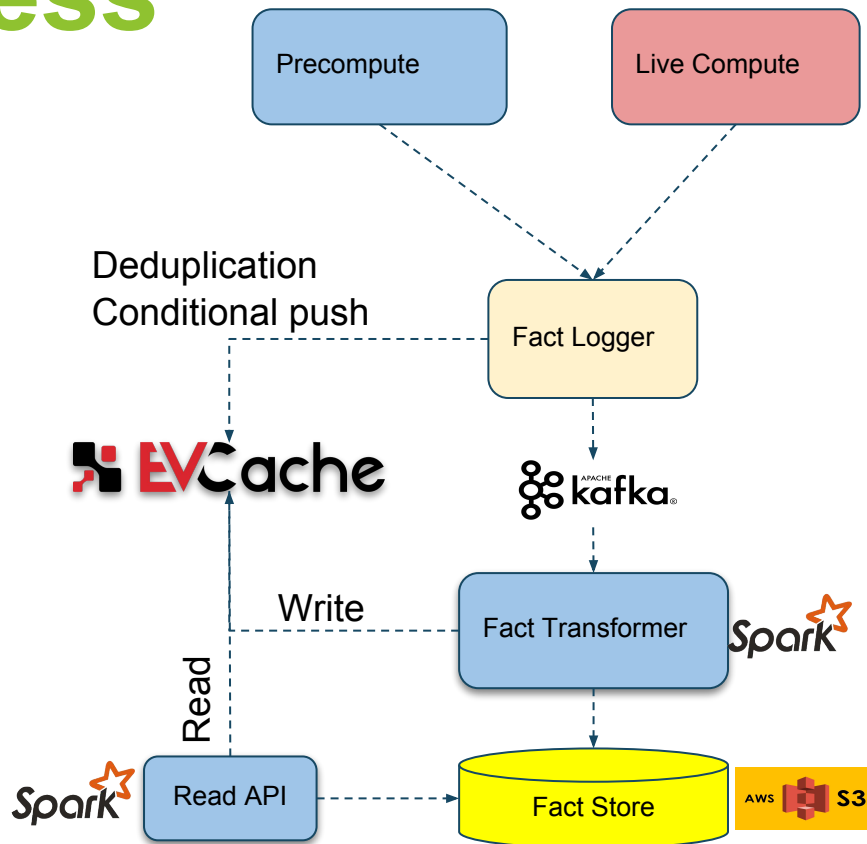 ess
Precompute
Live Compute
Deduplication
Conditional push
Fact Logger
EVCache
APACHE
kafka®
Write
Fact Transformer
Spark
Read
Spark
Read API
Fact Store
AWS S3